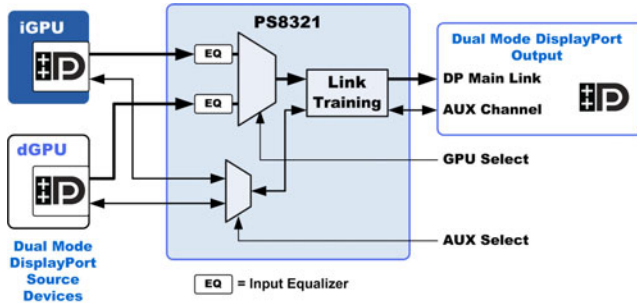 iGPU
PS8321
Dual Mode DisplayPort
Output
EQ
DP Main Link
Link
Training
EQ
AUX Channel
dGPU
GPU Select
AUX Select
Dual Mode
DisplayPort
Source
Devices
EQ = Input Equalizer